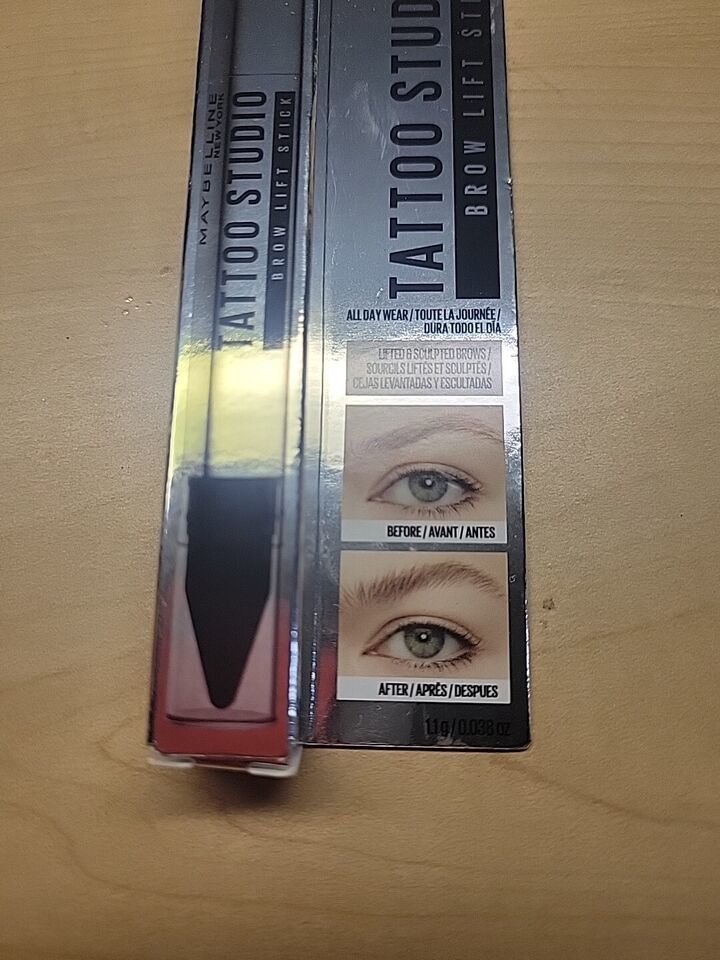 MAYBELLINE
NEW YORK
TATTOO STUDIO
BROW LIFT STICK
TATTOO STUD
BROW LIFT STI
ALL DAY WEAR / TOUTE LA JOURNÉE /
DURA TODO EL DÍA
LIFTED & SCULPTED BROWS /
SOURCILS LIFTÉS ET SCULPTÉS /
CEJAS LEVANTADAS Y ESCULTADAS
BEFORE / AVANT / ANTES
AFTER / APRÈS / DESPUES
1.1 g / 0.038 oz